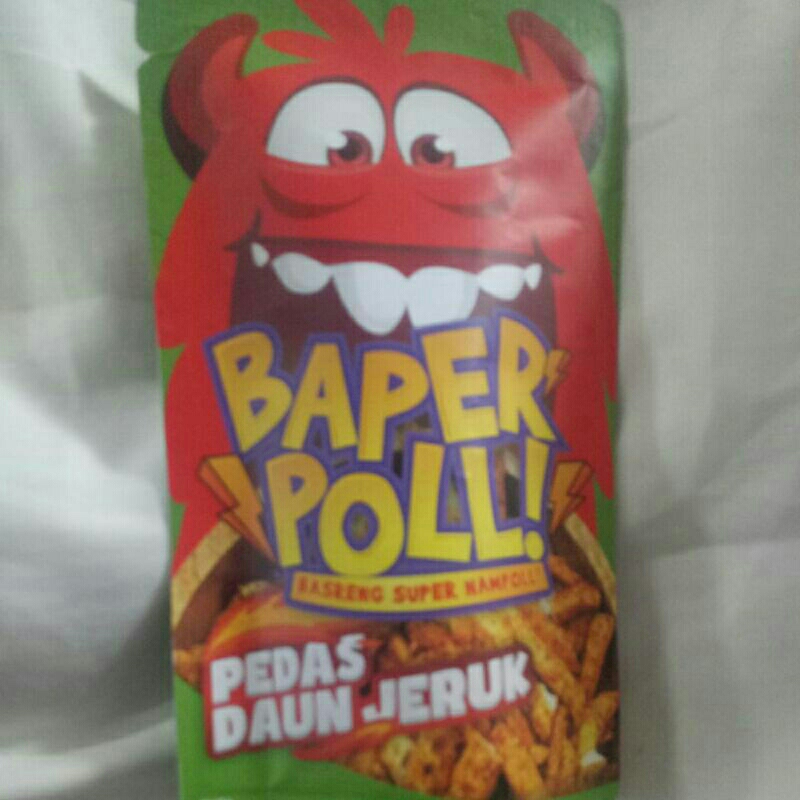 BAPER
POLL!
BASRENG SUPER NAMPOLL!
PEDAS
DAUN JERUK